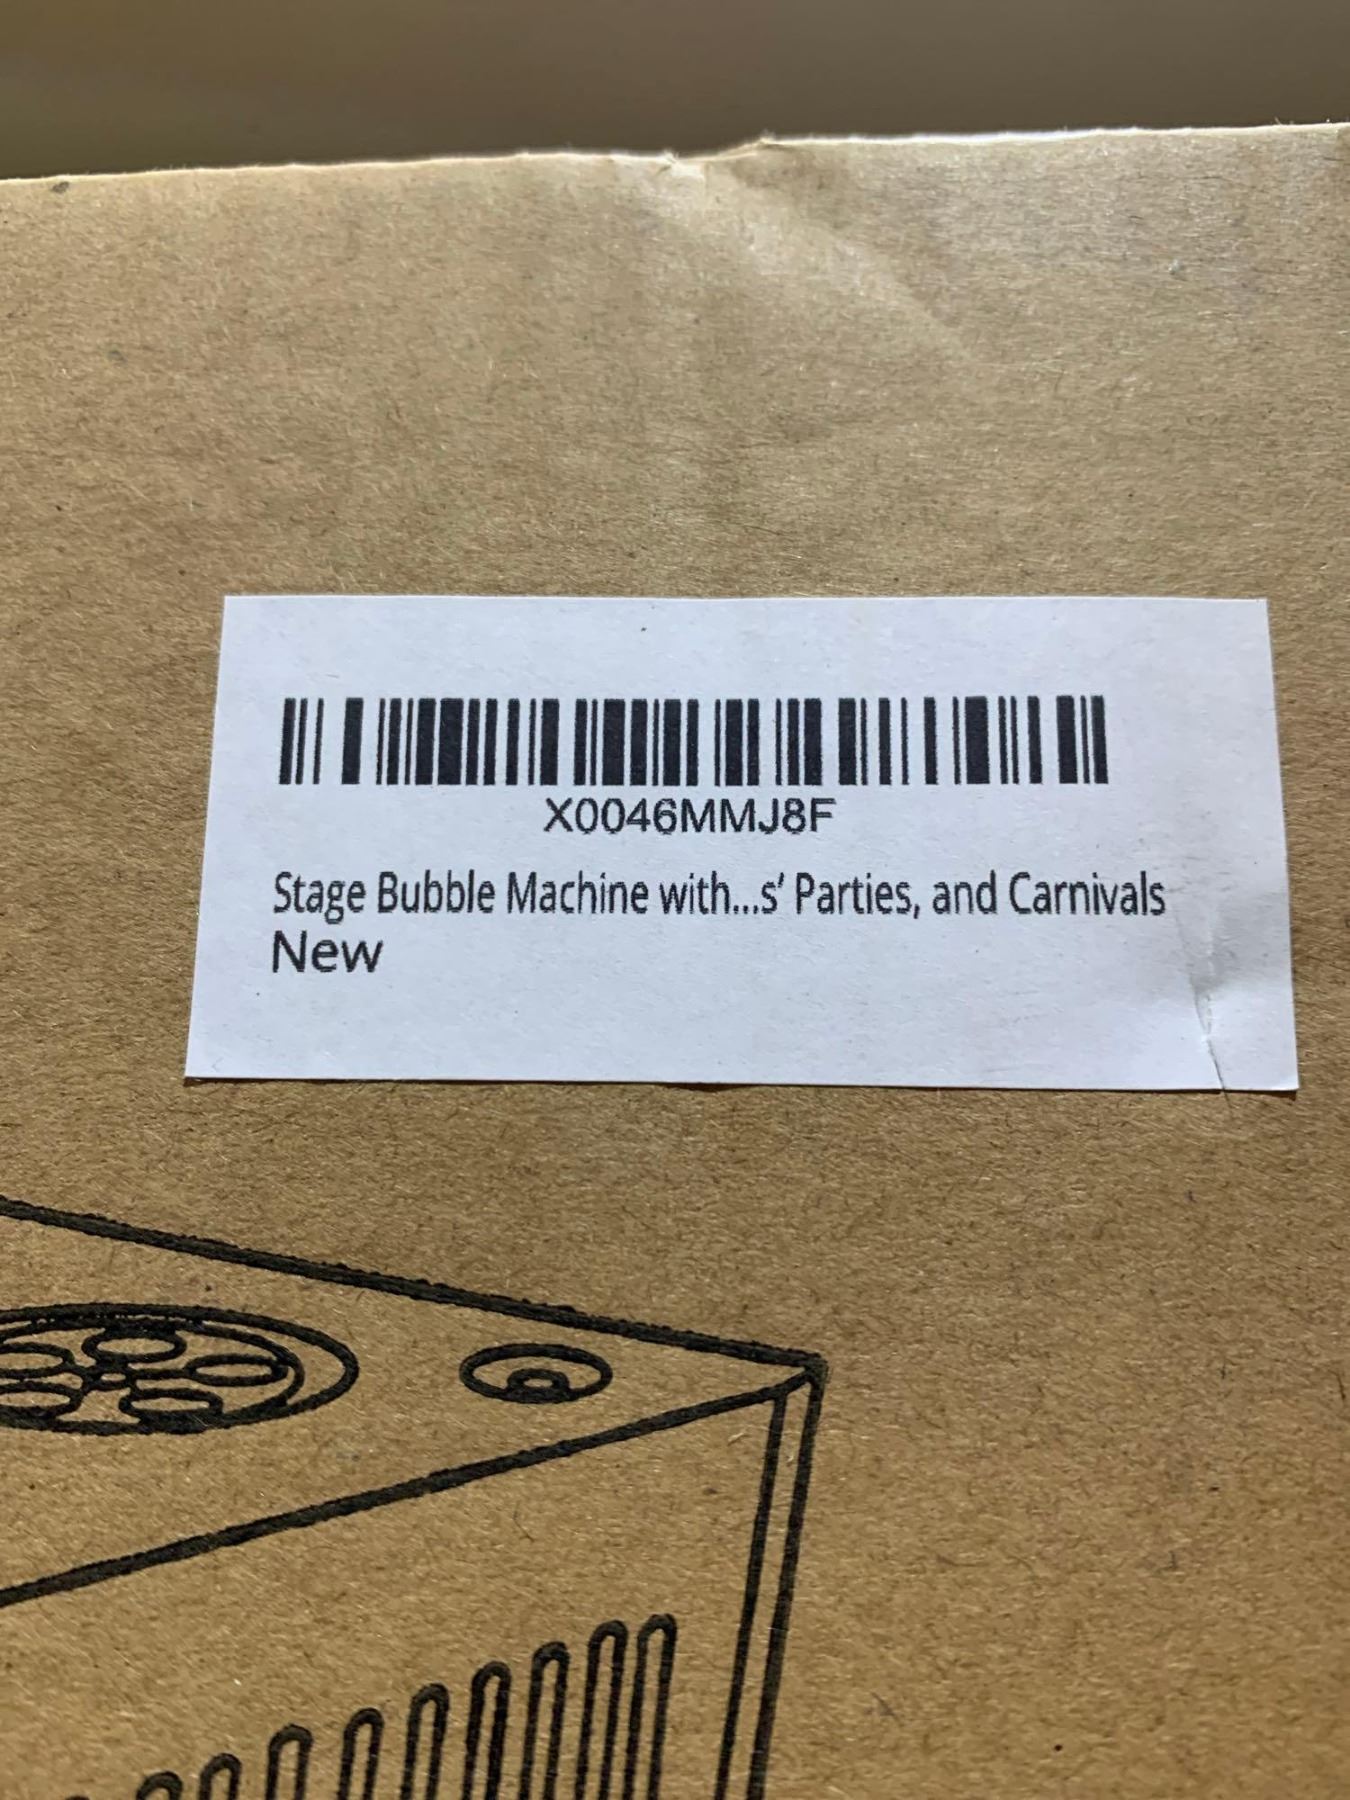 X0046MMJ8F
Stage Bubble Machine with...s’ Parties, and Carnivals
New